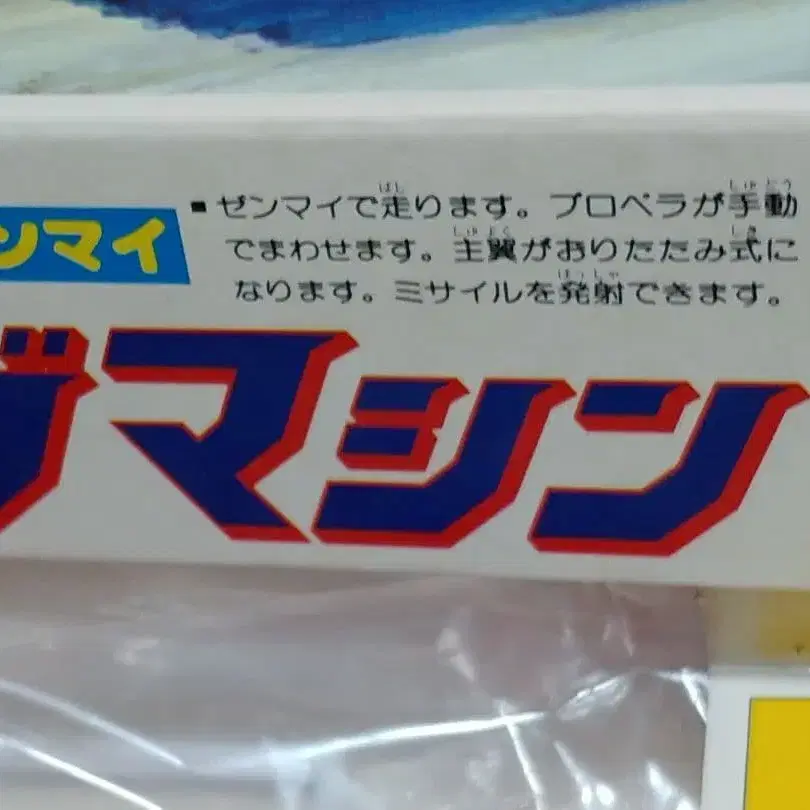 ンマイ
▪ゼンマイで走ります。プロペラが手動
でまわせます。主翼がおりたたみ式に
なります。ミサイルを発射できます。
グマシン